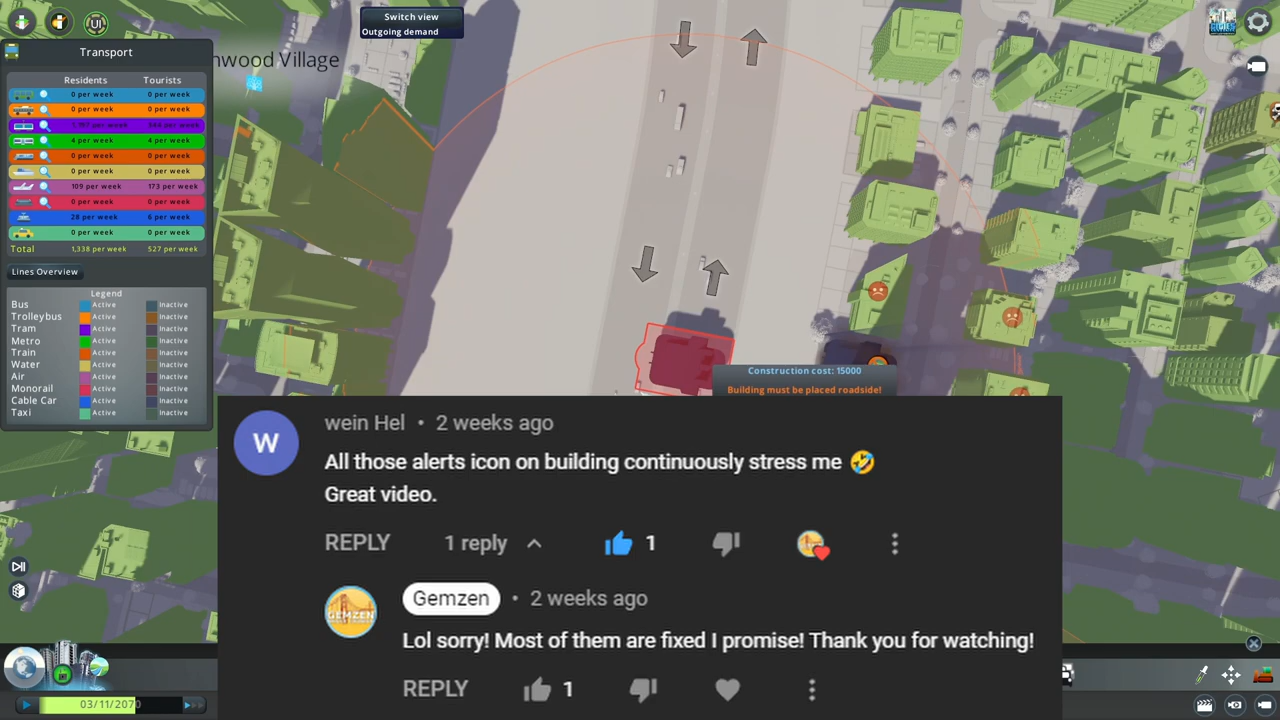 Switch view
Outgoing demand
Transport
nwood Village
Residents Tourists
0 per week 0 per week
0 per week 0 per week
4 per week 4 per week
0 per week 0 per week
0 per week 0 per week
109 per week 173 per week
0 per week 0 per week
28 per week 6 per week
0 per week 0 per week
Total 1,338 per week 527 per week
Lines Overview
Legend
Bus Active Inactive
Trolleybus Active Inactive
Tram Active Inactive
Metro Active Inactive
Train Active Inactive
Water Active Inactive
Air Active Inactive
Monorail Active Inactive
Cable Car Active Inactive
Taxi Active Inactive
Construction cost: 15000
Building must be placed roadside!
W
wein Hel • 2 weeks ago
All those alerts icon on building continuously stress me 🤣
Great video.
REPLY 1 reply 1
GEMZEN
Gemzen • 2 weeks ago
Lol sorry! Most of them are fixed I promise! Thank you for watching!
REPLY 1
03/11/2070
UI